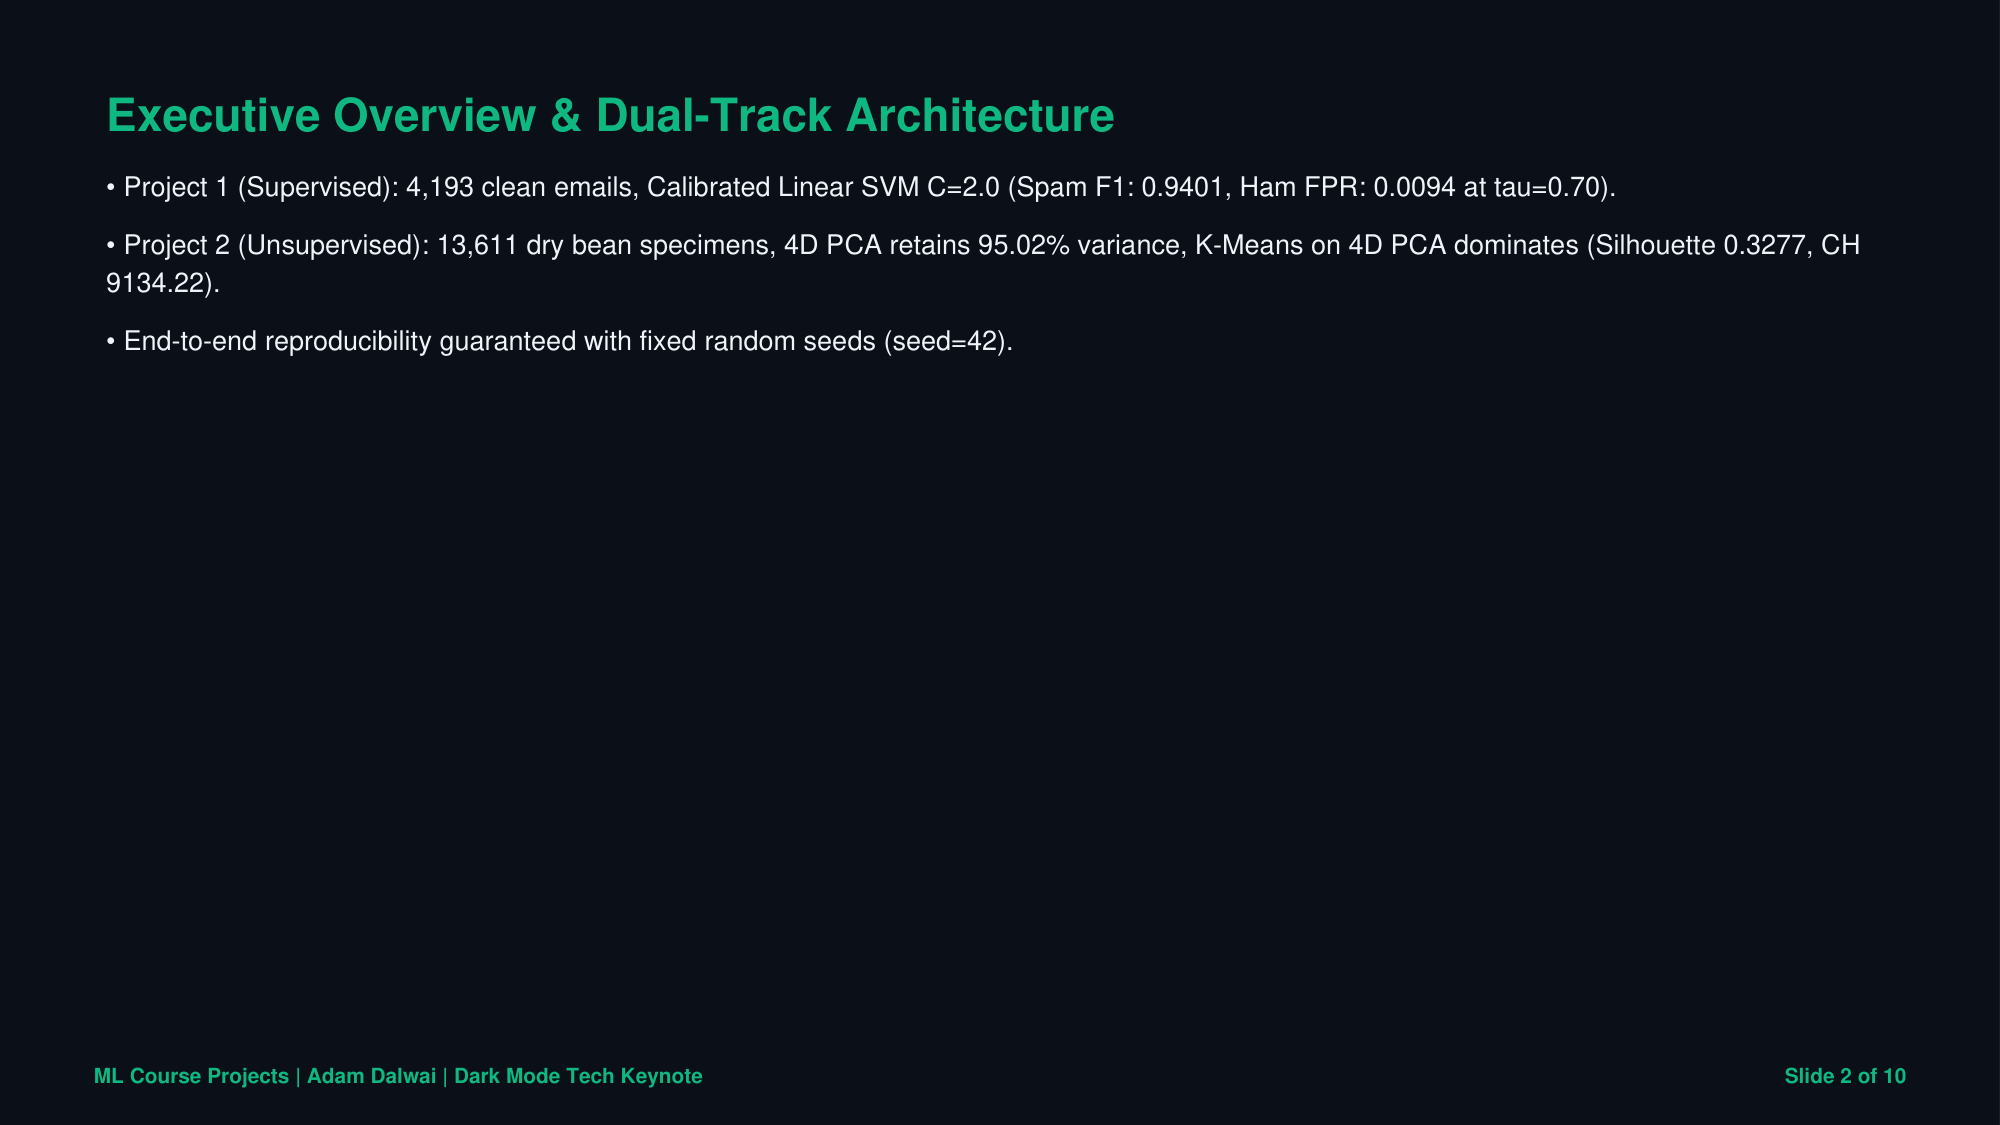 Executive Overview & Dual-Track Architecture
• Project 1 (Supervised): 4,193 clean emails, Calibrated Linear SVM C=2.0 (Spam F1: 0.9401, Ham FPR: 0.0094 at tau=0.70).
• Project 2 (Unsupervised): 13,611 dry bean specimens, 4D PCA retains 95.02% variance, K-Means on 4D PCA dominates (Silhouette 0.3277, CH
9134.22).
• End-to-end reproducibility guaranteed with fixed random seeds (seed=42).
ML Course Projects | Adam Dalwai | Dark Mode Tech Keynote
Slide 2 of 10